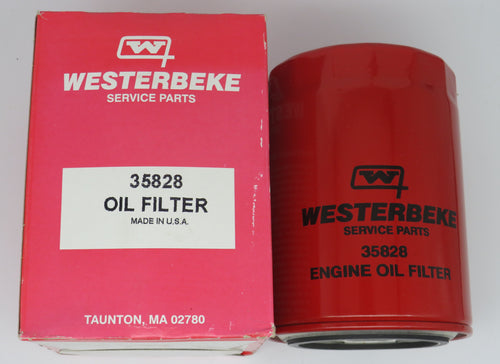 W
WESTERBEKE
SERVICE PARTS
35828
OIL FILTER
MADE IN U.S.A.
TAUNTON, MA 02780
W
WESTERBEKE
SERVICE PARTS
35828
ENGINE OIL FILTER